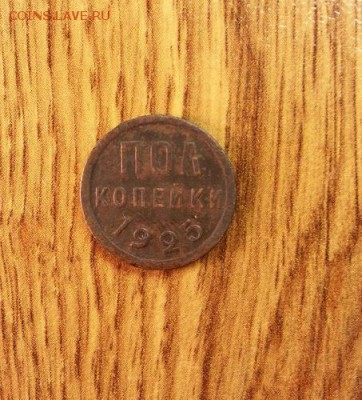 COINS.LAVE.RU
ПОЛ
КОПЕЙКИ
1925